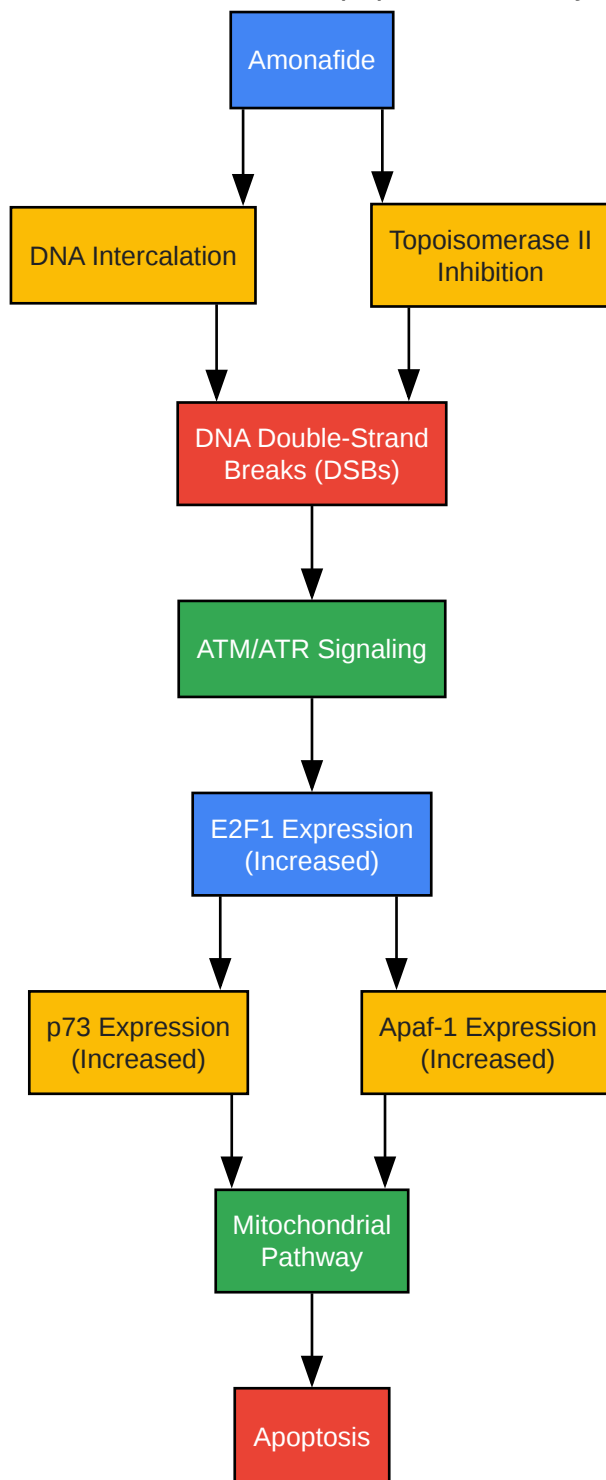 Amonafide
DNA Intercalation
Topoisomerase II
Inhibition
DNA Double-Strand
Breaks (DSBs)
ATM/ATR Signaling
E2F1 Expression
(Increased)
p73 Expression
(Increased)
Apaf-1 Expression
(Increased)
Mitochondrial
Pathway
Apoptosis